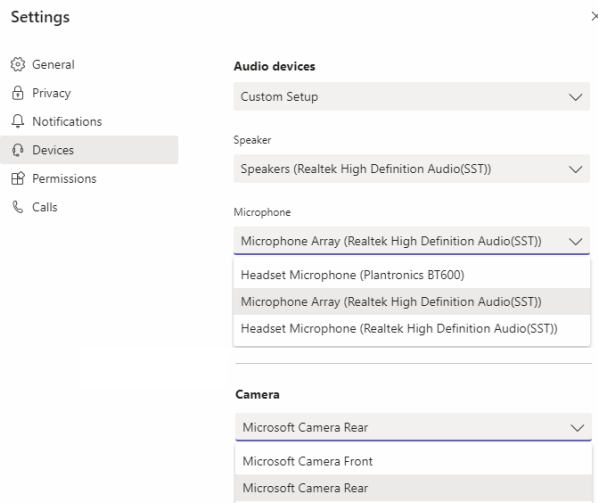 Settings
General
Privacy
Notifications
Devices
Permissions
Calls
Audio devices
Custom Setup
Speaker
Speakers (Realtek High Definition Audio(SST))
Microphone
Microphone Array (Realtek High Definition Audio(SST))
Headset Microphone (Plantronics BT600)
Microphone Array (Realtek High Definition Audio(SST))
Headset Microphone (Realtek High Definition Audio(SST))
Camera
Microsoft Camera Rear
Microsoft Camera Front
Microsoft Camera Rear